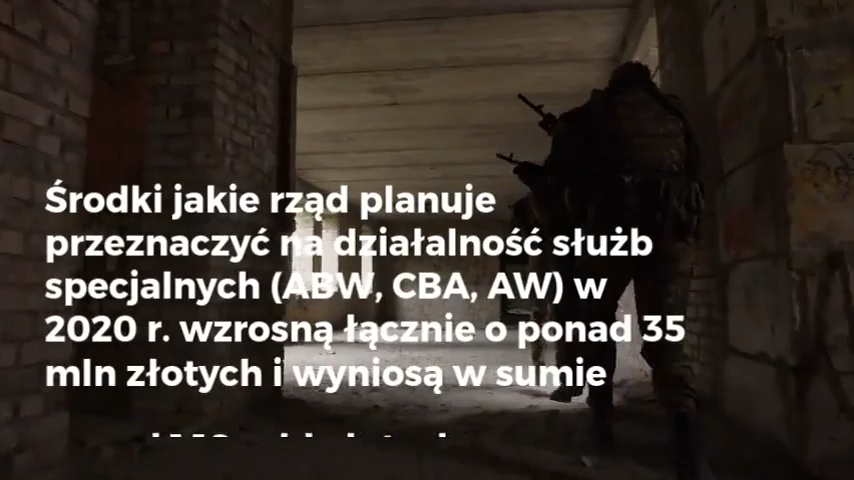 Środki jakie rząd planuje
przeznaczyć na działalność służb
specjalnych (ABW, CBA, AW) w
2020 r. wzrosną łącznie o ponad 35
mln złotych i wyniosą w sumie